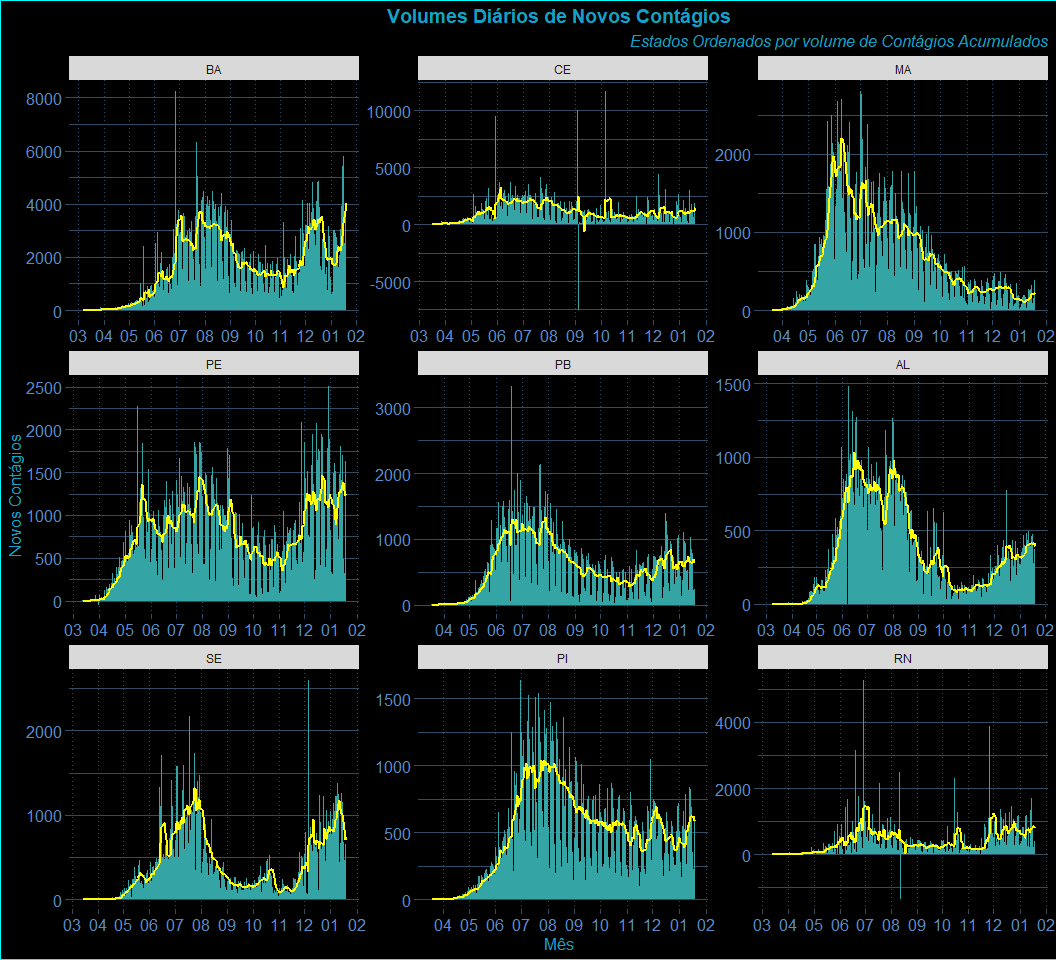 Volumes Diários de Novos Contágios
Estados Ordenados por volume de Contágios Acumulados
BA
CE
MA
8000
6000
4000
2000
0
10000
5000
0
-5000
2000
1000
0
03 04 05 06 07 08 09 10 11 12 01 02
03 04 05 06 07 08 09 10 11 12 01 02
04 05 06 07 08 09 10 11 12 01 02
PE
PB
AL
Novos Contágios
2500
2000
1500
1000
500
0
3000
2000
1000
0
1500
1000
500
0
03 04 05 06 07 08 09 10 11 12 01 02
04 05 06 07 08 09 10 11 12 01 02
03 04 05 06 07 08 09 10 11 12 01 02
SE
PI
RN
2000
1000
0
1500
1000
500
0
4000
2000
0
03 04 05 06 07 08 09 10 11 12 01 02
04 05 06 07 08 09 10 11 12 01 02
03 04 05 06 07 08 09 10 11 12 01 02
Mês